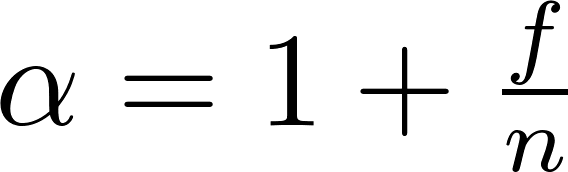 α = 1 + f/n